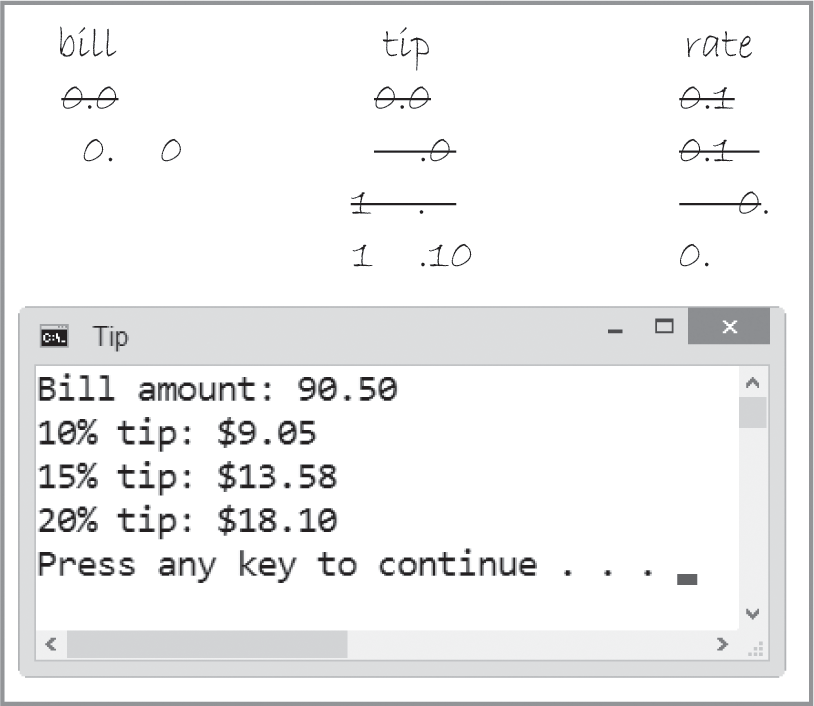 bill tip rate
0.0 0.0 0.1
0. 0 .0 0.1
1 . 0.
1 .10 0.
Tip
Bill amount: 90.50
10% tip: $9.05
15% tip: $13.58
20% tip: $18.10
Press any key to continue . . .